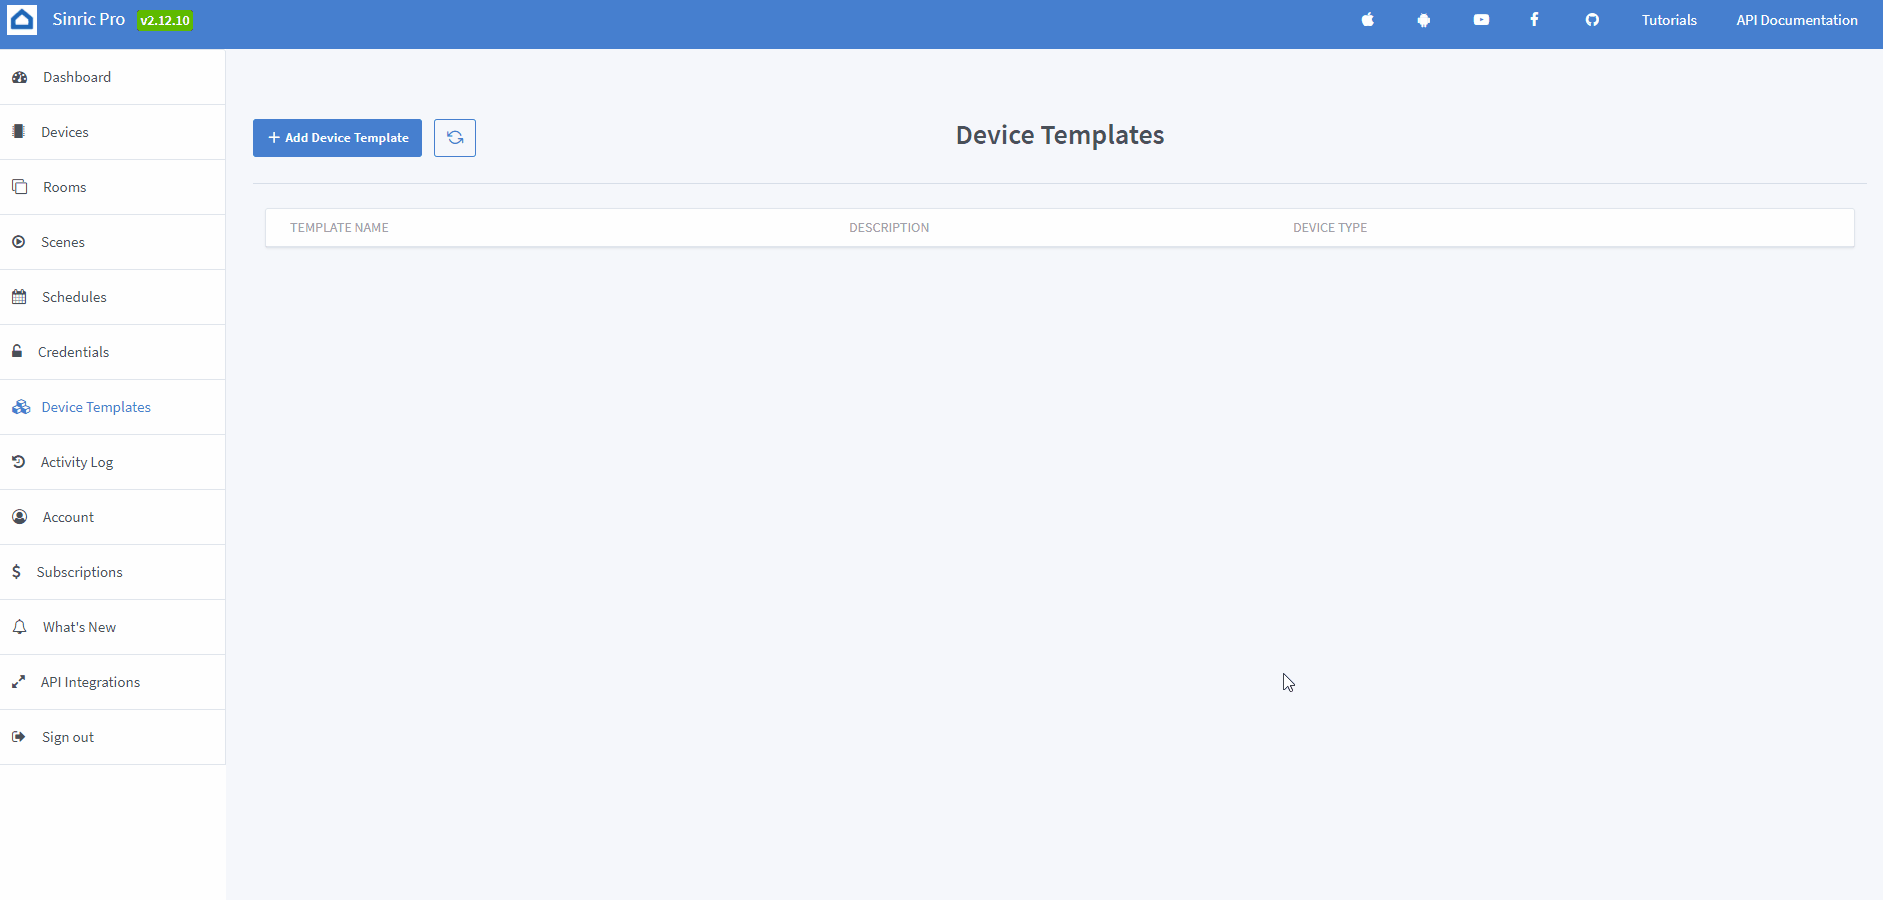 Sinric Pro v2.12.10
Tutorials
API Documentation
Dashboard
Devices
Rooms
Scenes
Schedules
Credentials
Device Templates
Activity Log
Account
Subscriptions
What's New
API Integrations
Sign out
Add Device Template
Device Templates
TEMPLATE NAME DESCRIPTION DEVICE TYPE